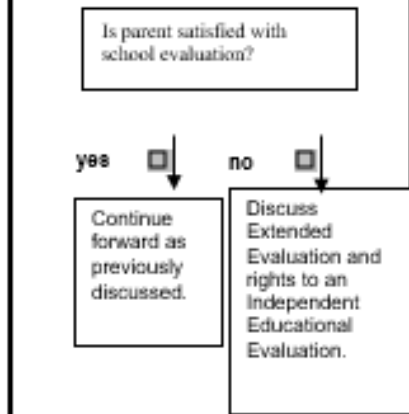 Is parent satisfied with
school evaluation?
yes
no
Continue
forward as
previously
discussed.
Discuss
Extended
Evaluation and
rights to an
Independent
Educational
Evaluation.